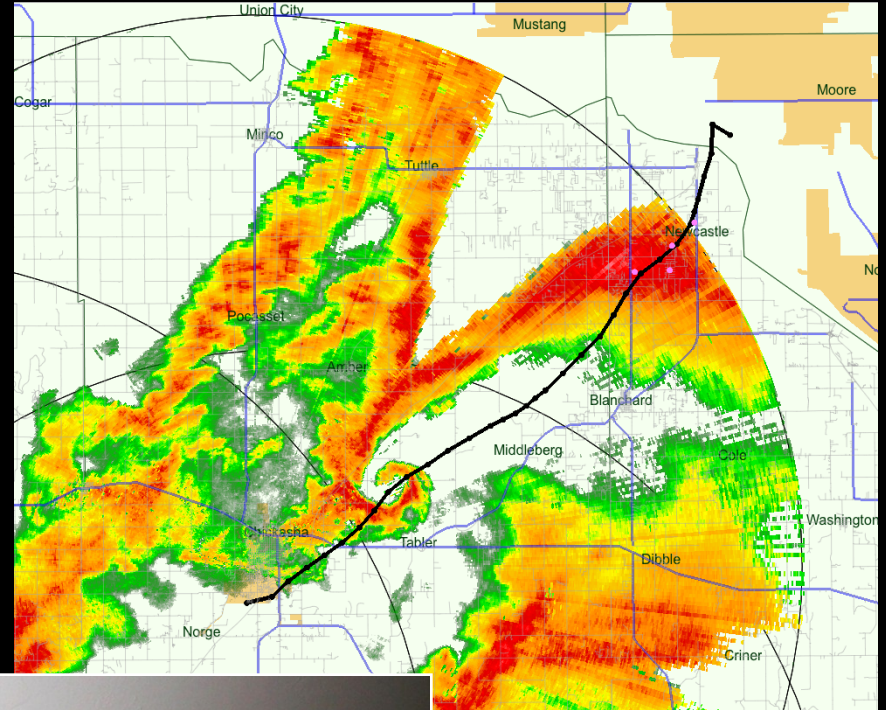 Union City
Mustang
Moore
Cogar
Minco
Tuttle
Newcastle
No
Pocasset
Amher
Blanchard
Middleberg
Cole
Washington
Chickasha
Tabler
Dibble
Norge
Criner